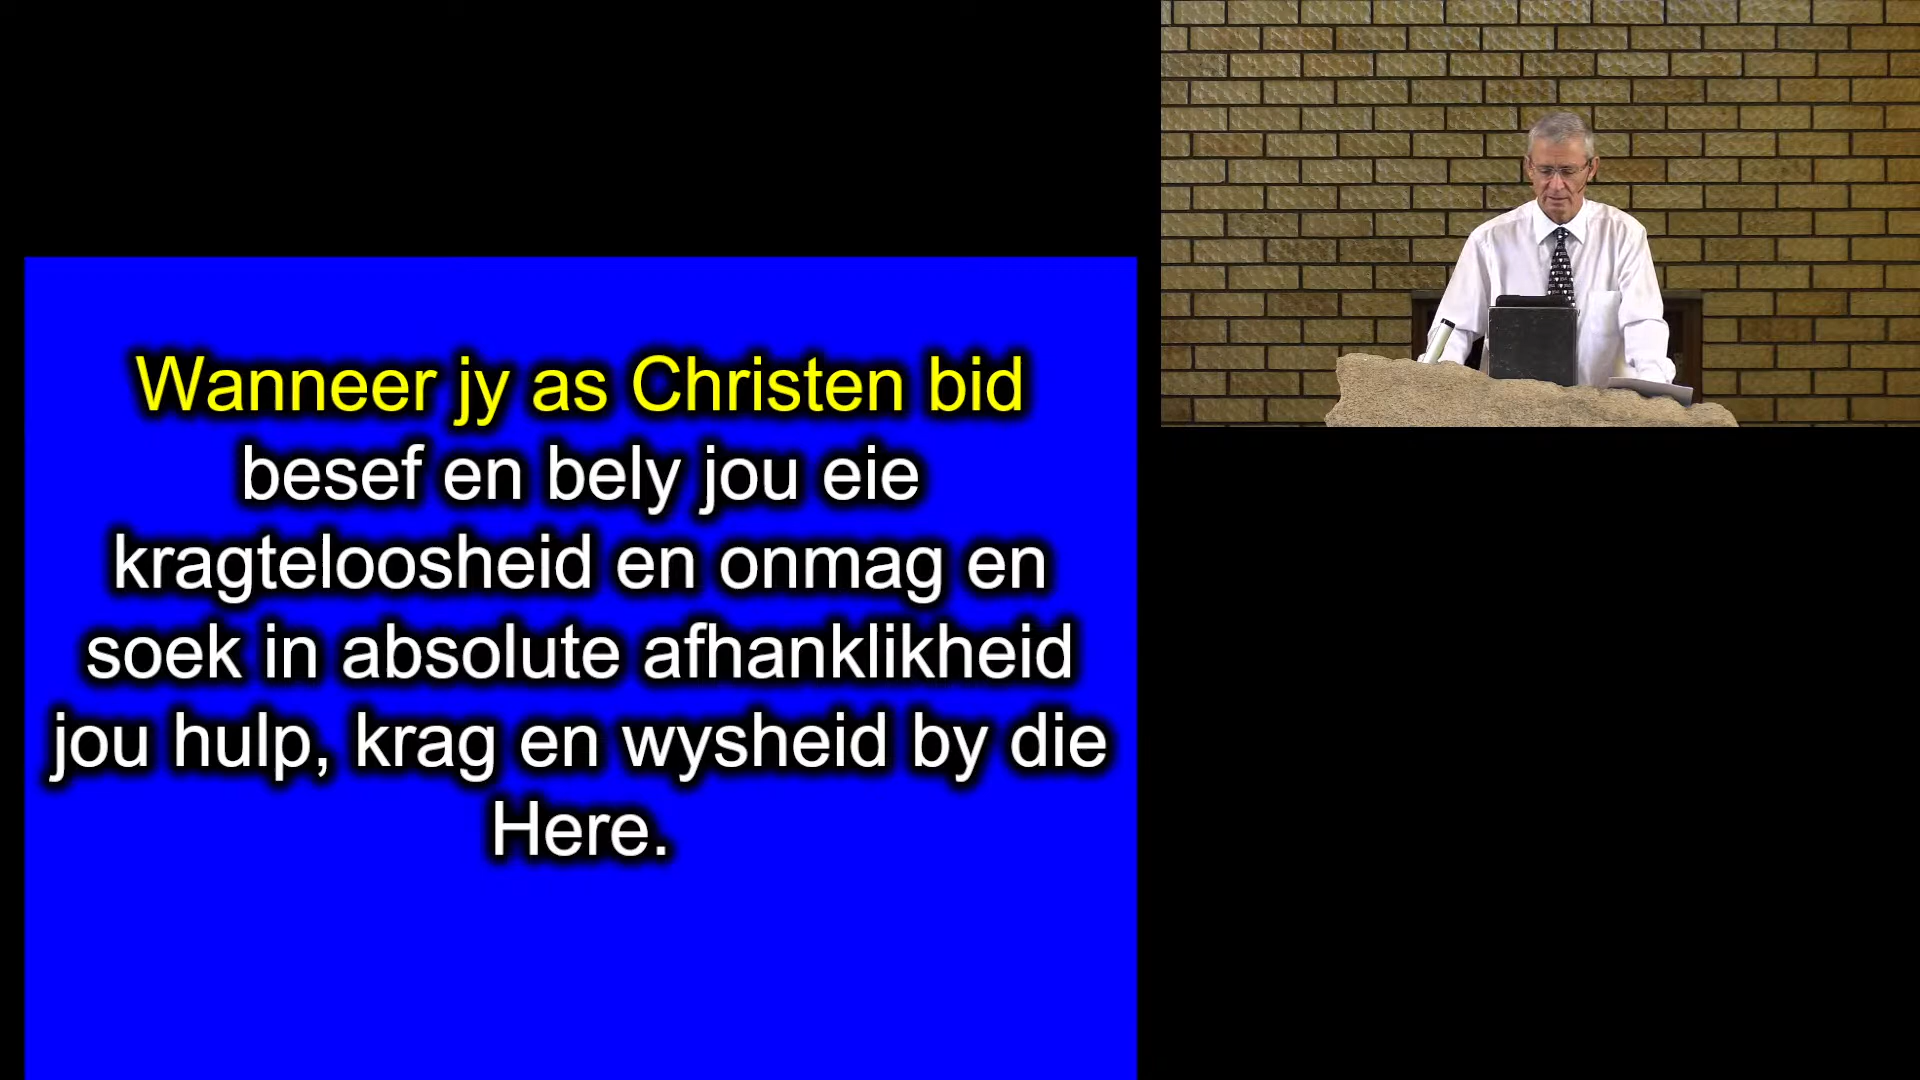 Wanneer jy as Christen bid
besef en bely jou eie
kragteloosheid en onmag en
soek in absolute afhanklikheid
jou hulp, krag en wysheid by die
Here.